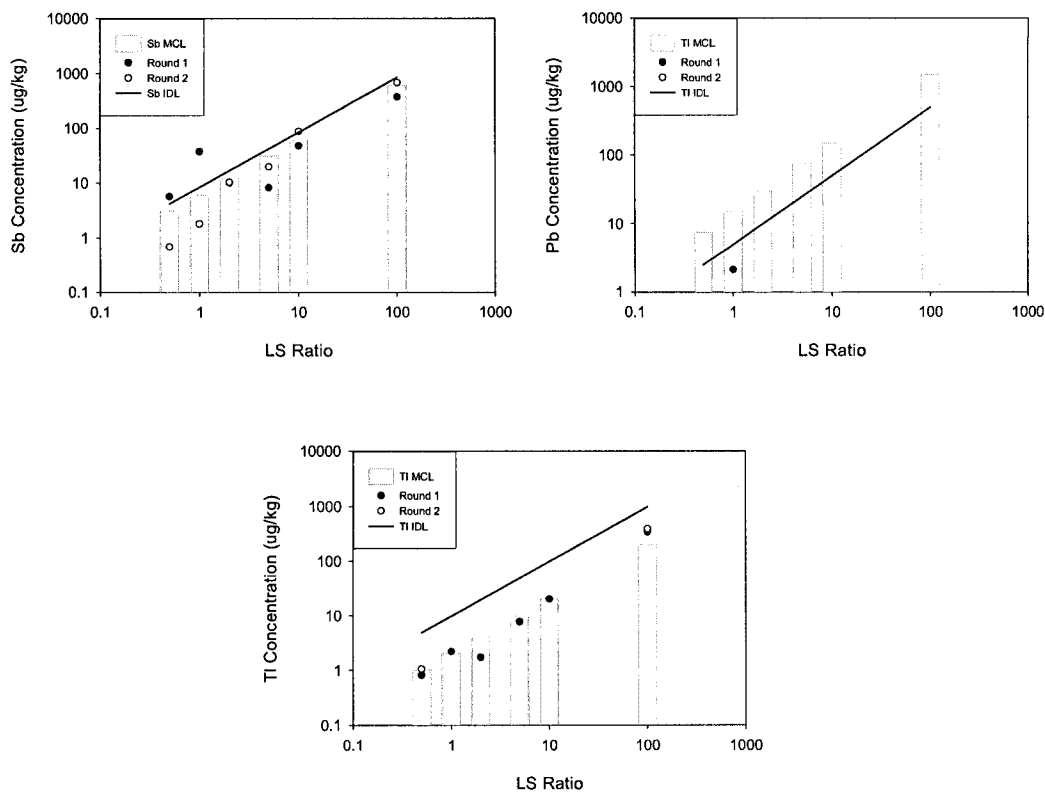 10000
1000
100
10
1
0.1
Sb Concentration (ug/kg)
Sb MCL
Round 1
Round 2
Sb IDL
0.1
1
10
100
1000
LS Ratio
10000
1000
100
10
1
Pb Concentration (ug/kg)
Tl MCL
Round 1
Round 2
Tl IDL
0.1
1
10
100
1000
LS Ratio
10000
1000
100
10
1
0.1
Tl Concentration (ug/kg)
Tl MCL
Round 1
Round 2
Tl IDL
0.1
1
10
100
1000
LS Ratio